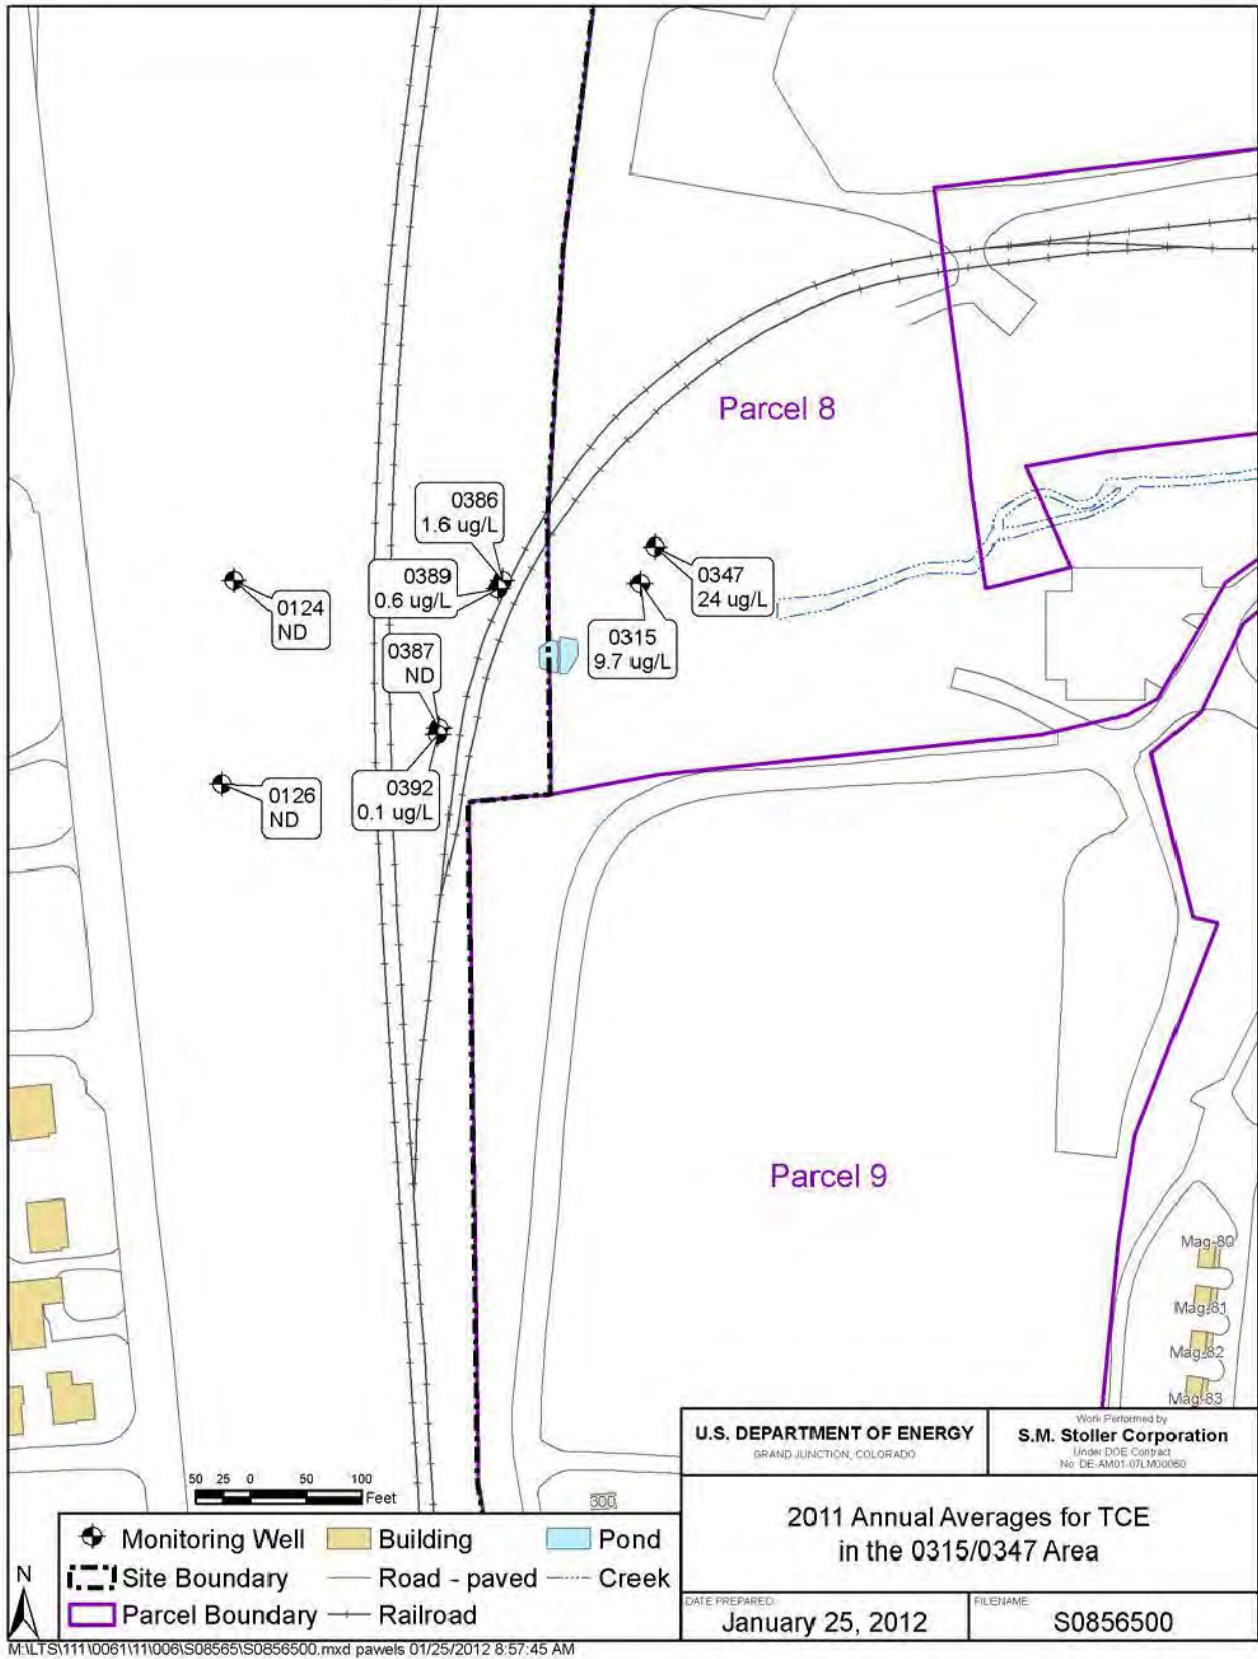 Parcel 8
0386
1.6 ug/L
0389
0.6 ug/L
0347
24 ug/L
0124
ND
0315
9.7 ug/L
0387
ND
0126
ND
0392
0.1 ug/L
Parcel 9
Mag-80
Mag-81
Mag-82
Mag-83
50 25 0 50 100
Feet
300
U.S. DEPARTMENT OF ENERGY
GRAND JUNCTION, COLORADO
Work Performed by
S.M. Stoller Corporation
Under DOE Contract
No. DE-AM01-07LM00060
2011 Annual Averages for TCE
in the 0315/0347 Area
DATE PREPARED:
January 25, 2012
FILENAME:
S0856500
N
Monitoring Well
Building
Pond
Site Boundary
Road - paved
Creek
Parcel Boundary
Railroad
M:\LTS\111\0061\11\006\S08565\S0856500.mxd pawels 01/25/2012 8:57:45 AM